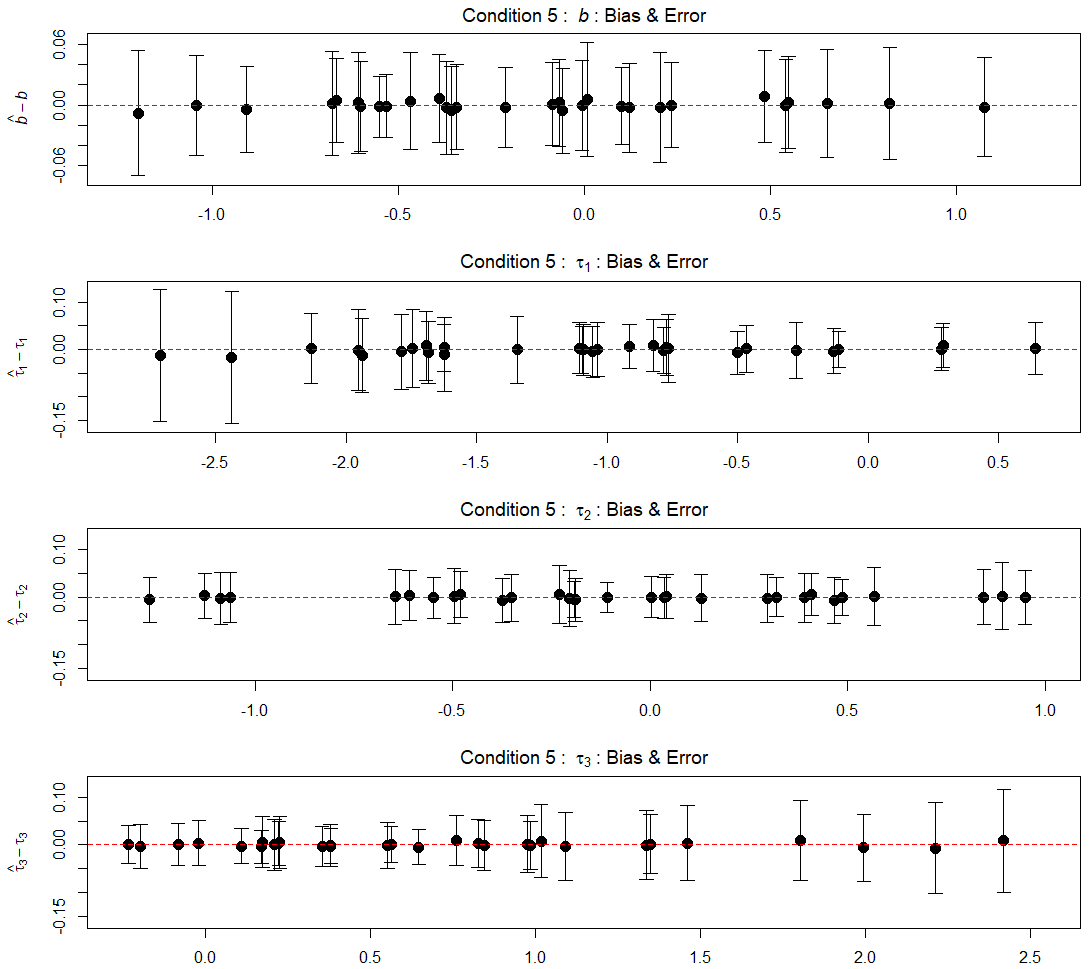 Condition 5 : b : Bias & Error
0.06
0.00
-0.06
b̂ − b
-1.0 -0.5 0.0 0.5 1.0
Condition 5 : τ1 : Bias & Error
0.10
0.00
-0.15
τ̂1 − τ1
-2.5 -2.0 -1.5 -1.0 -0.5 0.0 0.5
Condition 5 : τ2 : Bias & Error
0.10
0.00
-0.15
τ̂2 − τ2
-1.0 -0.5 0.0 0.5 1.0
Condition 5 : τ3 : Bias & Error
0.10
0.00
-0.15
τ̂3 − τ3
0.0 0.5 1.0 1.5 2.0 2.5